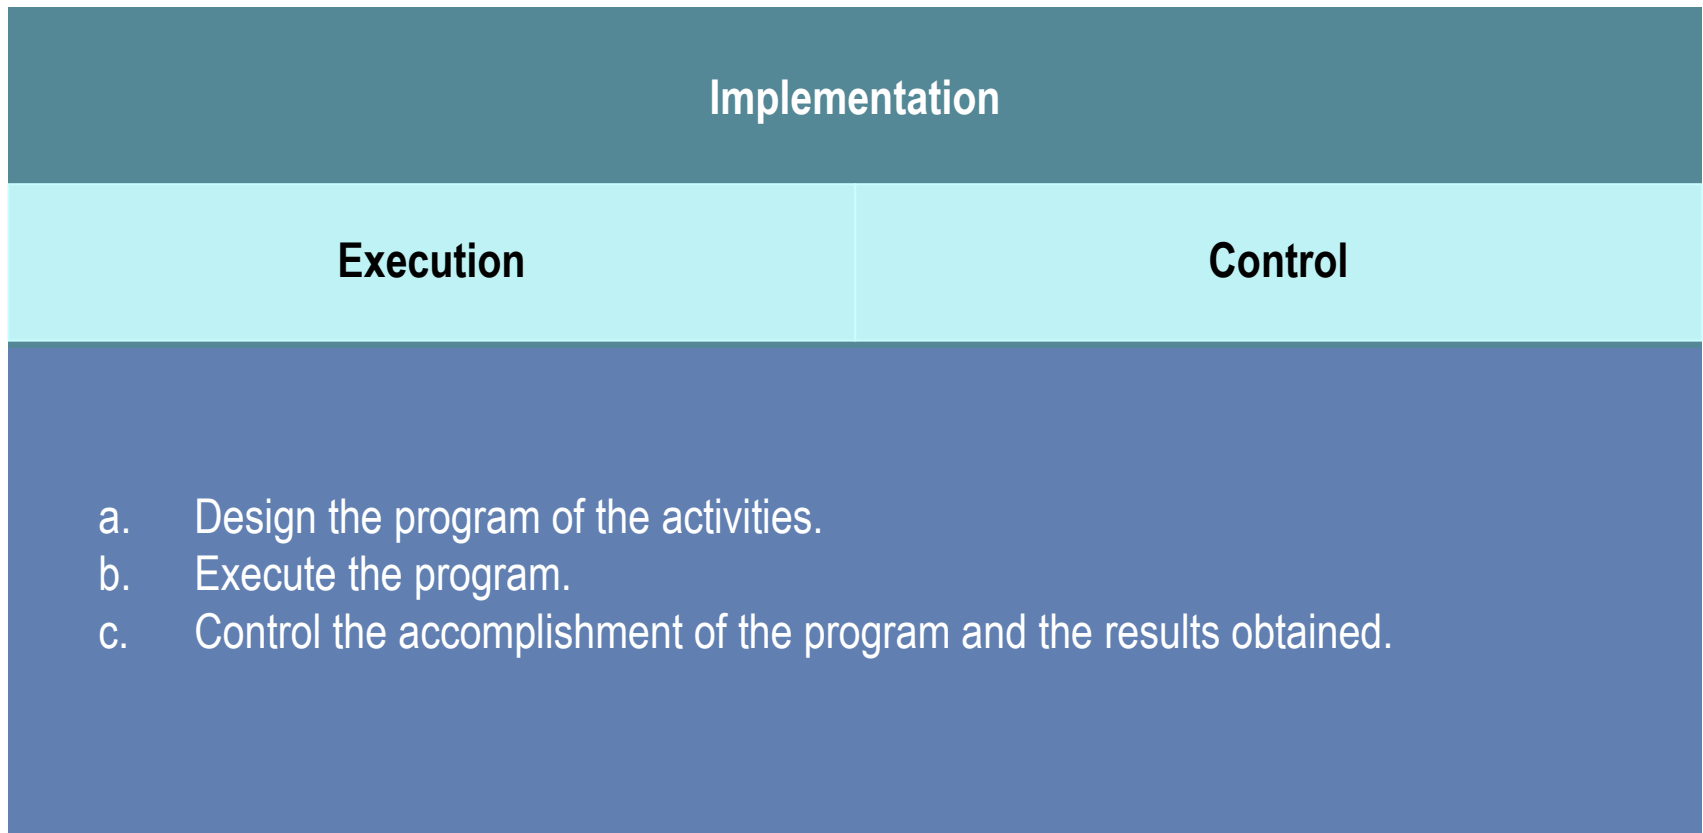 Implementation
Execution
Control
a. Design the program of the activities.
b. Execute the program.
c. Control the accomplishment of the program and the results obtained.